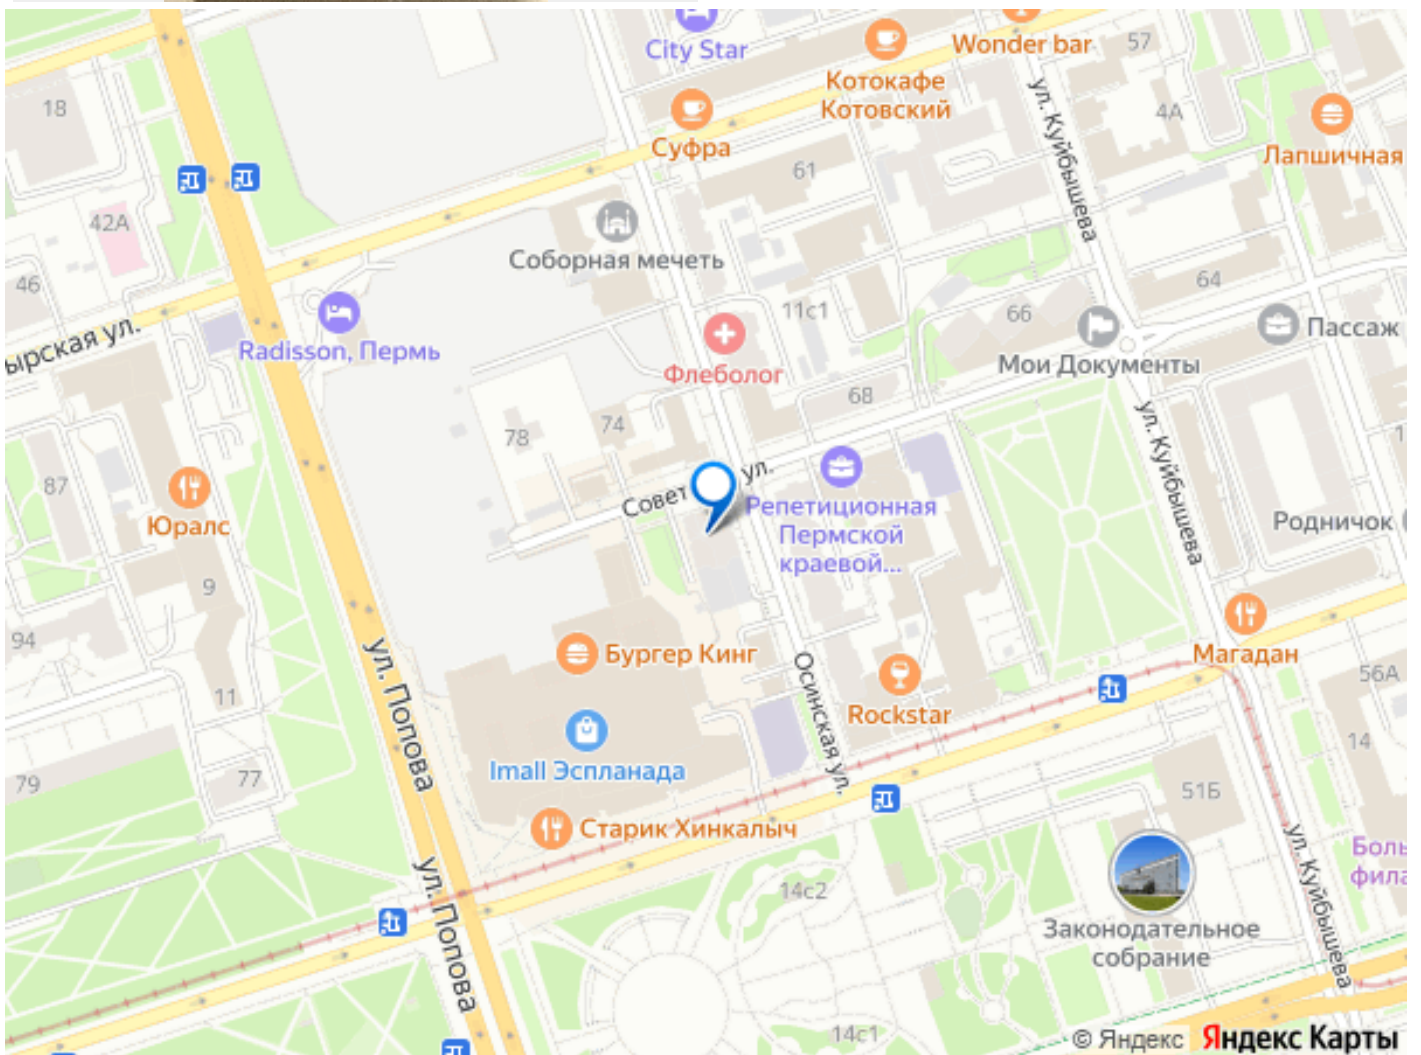 City Star
Wonder bar
57
Котокафе
Котовский
18
4А
Суфра
Лапшичная
61
ул. Куйбышева
42А
Соборная мечеть
46
64
11с1
66
Radisson, Пермь
ырская ул.
Пассаж
Мои Документы
Флеболог
68
74
78
ул. Куйбышева
87
Совет
ул.
Юралс
Репетиционная
Пермской
краевой...
Родничок
9
94
Бургер Кинг
Магадан
ул. Попова
Осинская ул.
56А
11
Rockstar
14
Imall Эспланада
79
77
51Б
Старик Хинкалыч
Боль
фила
ул. Куйбышева
14с2
ул. Попова
Законодательное
собрание
14с1
© Яндекс Яндекс Карты